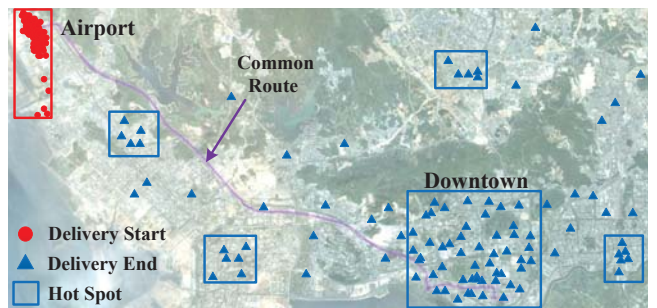 Airport
Common
Route
Downtown
Delivery Start
Delivery End
Hot Spot